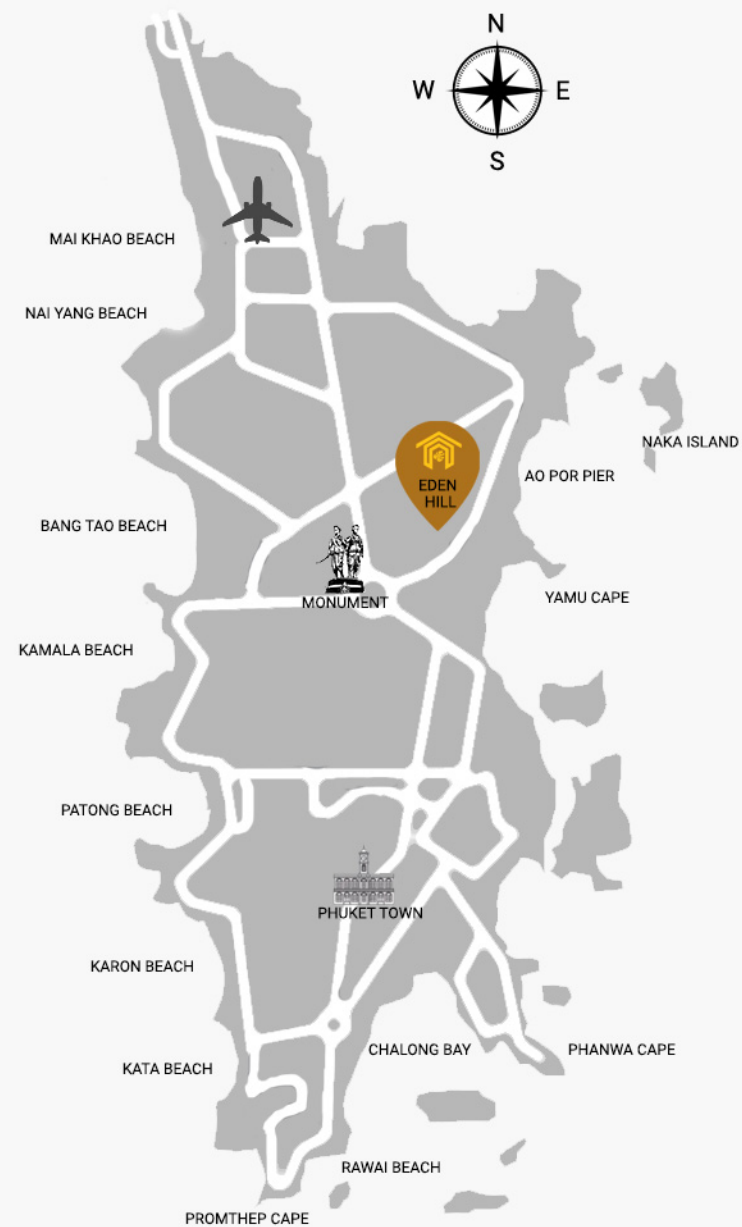 N
W
E
S
MAI KHAO BEACH
NAI YANG BEACH
NAKA ISLAND
EDEN
HILL
AO POR PIER
BANG TAO BEACH
MONUMENT
YAMU CAPE
KAMALA BEACH
PATONG BEACH
PHUKET TOWN
KARON BEACH
CHALONG BAY
PHANWA CAPE
KATA BEACH
RAWAI BEACH
PROMTHEP CAPE